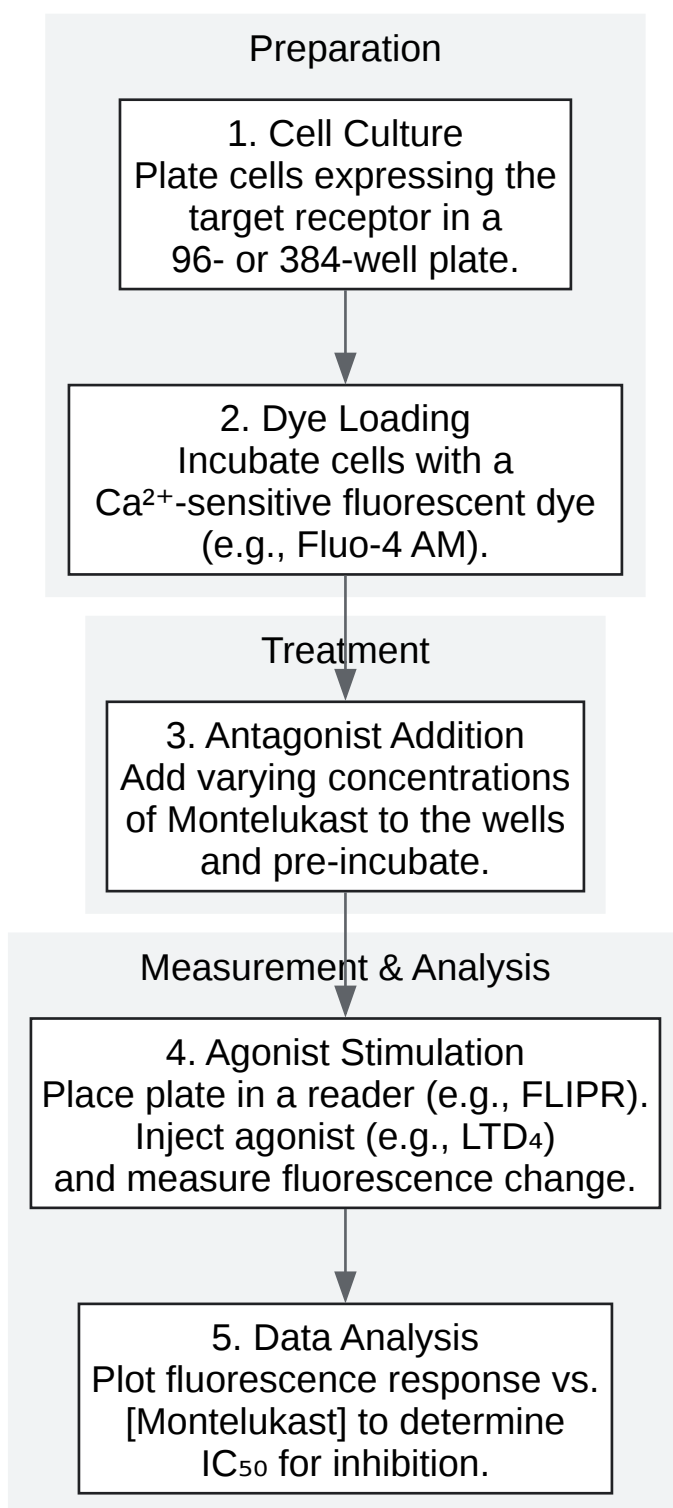 Preparation
1. Cell Culture
Plate cells expressing the
target receptor in a
96- or 384-well plate.
2. Dye Loading
Incubate cells with a
Ca²⁺-sensitive fluorescent dye
(e.g., Fluo-4 AM).
Treatment
3. Antagonist Addition
Add varying concentrations
of Montelukast to the wells
and pre-incubate.
Measurement & Analysis
4. Agonist Stimulation
Place plate in a reader (e.g., FLIPR).
Inject agonist (e.g., LTD₄)
and measure fluorescence change.
5. Data Analysis
Plot fluorescence response vs.
[Montelukast] to determine
IC₅₀ for inhibition.